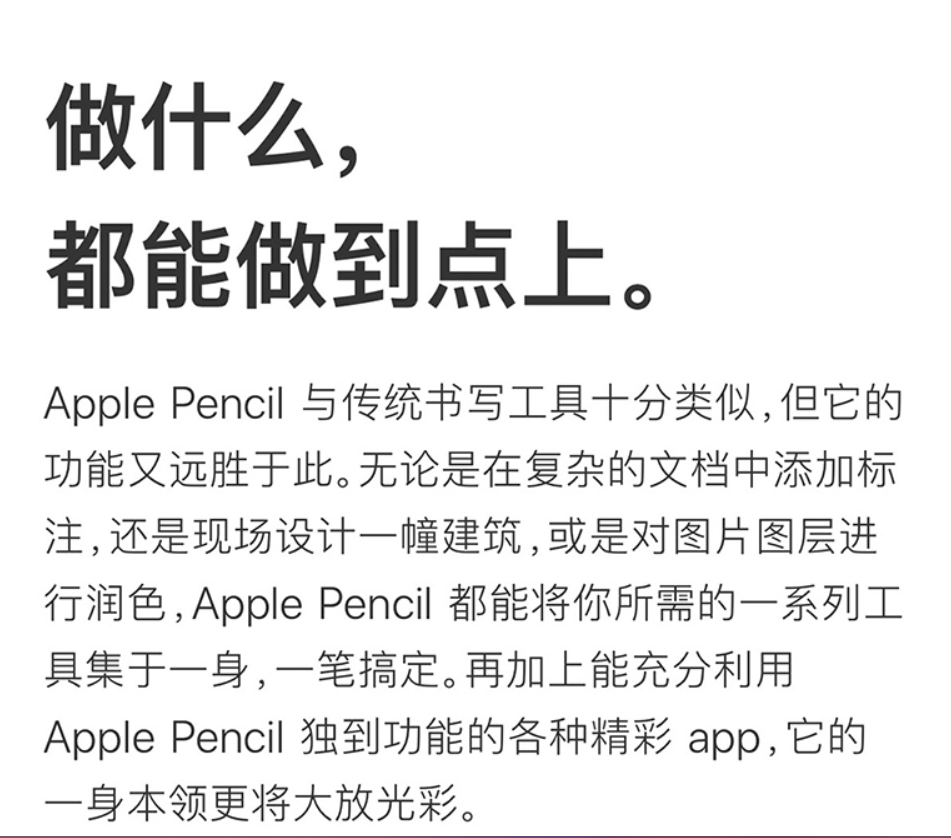 做什么，
都能做到点上。
Apple Pencil 与传统书写工具十分类似，但它的
功能又远胜于此。无论是在复杂的文档中添加标
注，还是现场设计一幢建筑，或是对图片图层进
行润色，Apple Pencil 都能将你所需的一系列工
具集于一身，一笔搞定。再加上能充分利用
Apple Pencil 独到功能的各种精彩 app，它的
一身本领更将大放光彩。